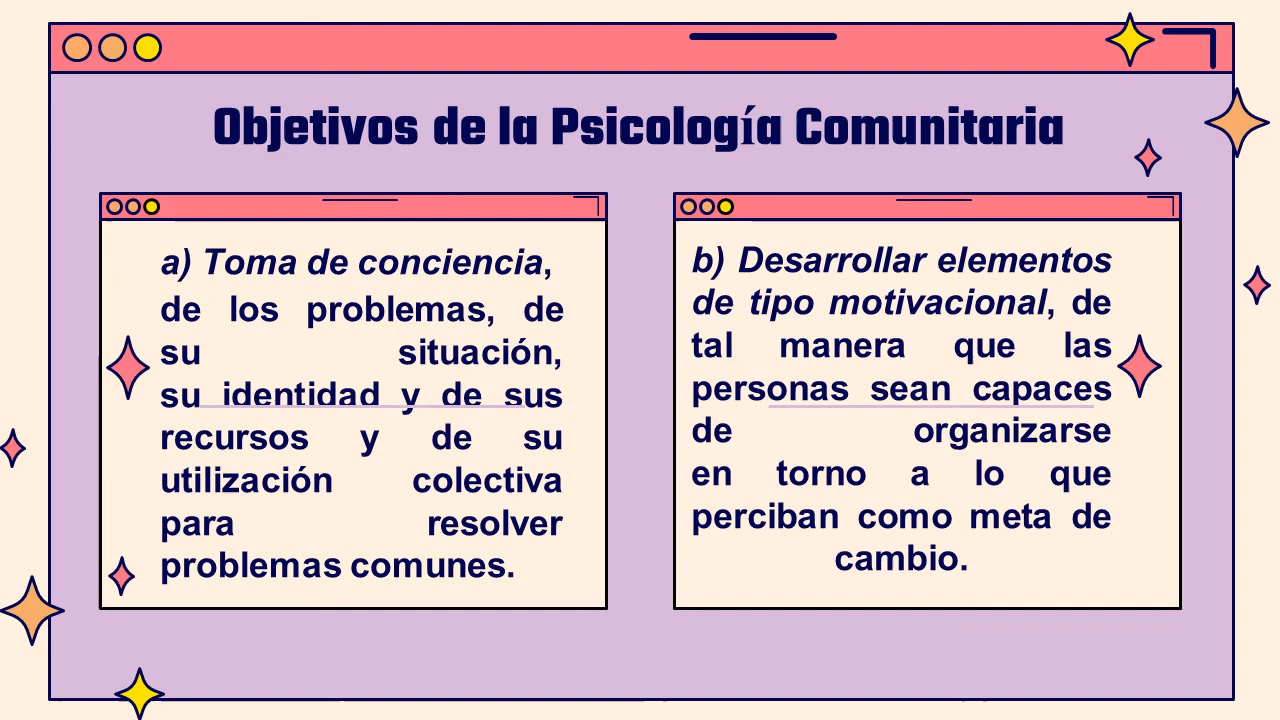 Objetivos de la Psicología Comunitaria
a) Toma de conciencia,
de los problemas, de
su situación,
su identidad y de sus
recursos y de su
utilización colectiva
para resolver
problemas comunes.
b) Desarrollar elementos
de tipo motivacional, de
tal manera que las
personas sean capaces
de organizarse
en torno a lo que
perciban como meta de
cambio.